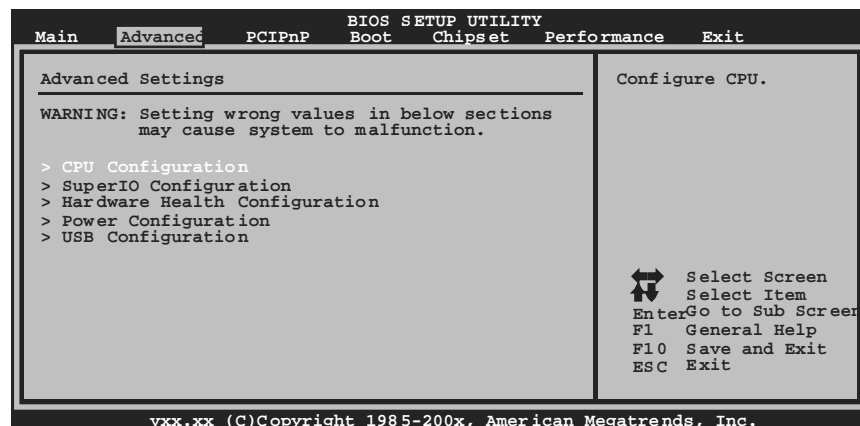 BIOS SETUP UTILITY
Main Advanced PCIPnP Boot Chipset Performance Exit
Advanced Settings
WARNING: Setting wrong values in below sections
may cause system to malfunction.
> CPU Configuration
> SuperIO Configuration
> Hardware Health Configuration
> Power Configuration
> USB Configuration
Configure CPU.
Select Screen
Select Item
Enter Go to Sub Screen
F1 General Help
F10 Save and Exit
ESC Exit
vxx.xx (C)Copyright 1985-200x, American Megatrends, Inc.